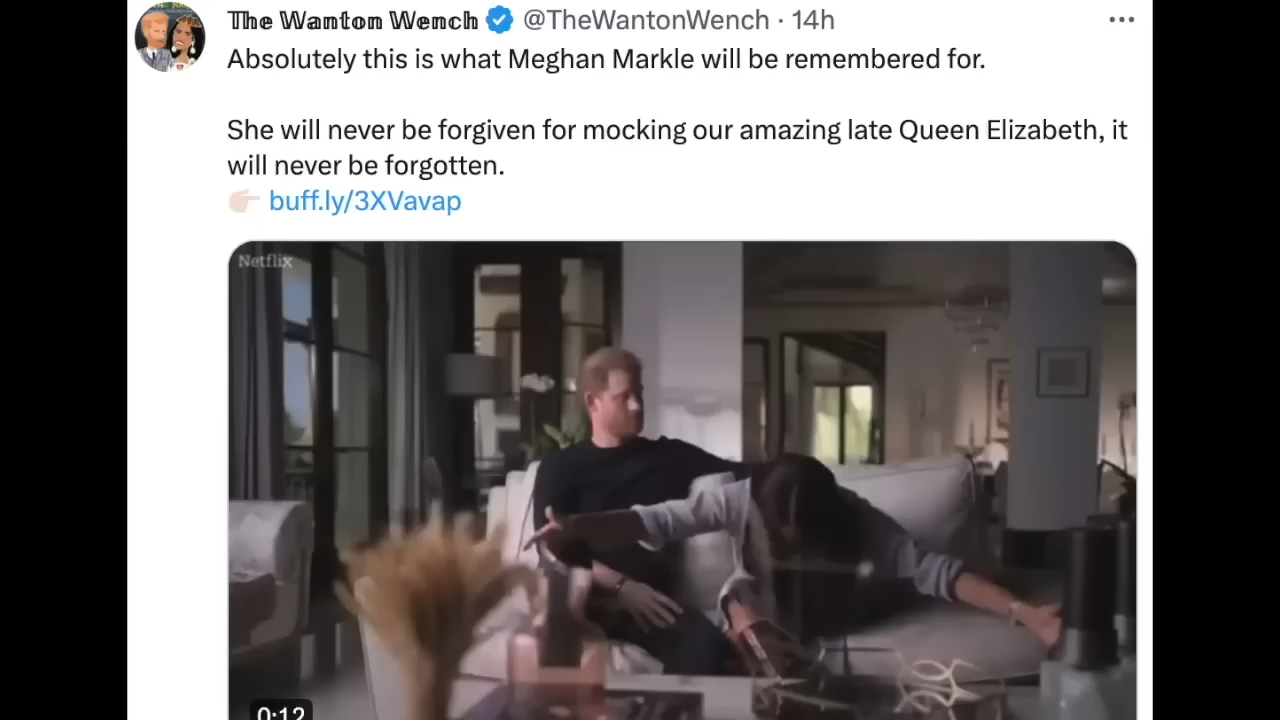 The Wanton Wench @TheWantonWench · 14h
Absolutely this is what Meghan Markle will be remembered for.
She will never be forgiven for mocking our amazing late Queen Elizabeth, it
will never be forgotten.
👉🏻 buff.ly/3XVavap
Netflix
0:12